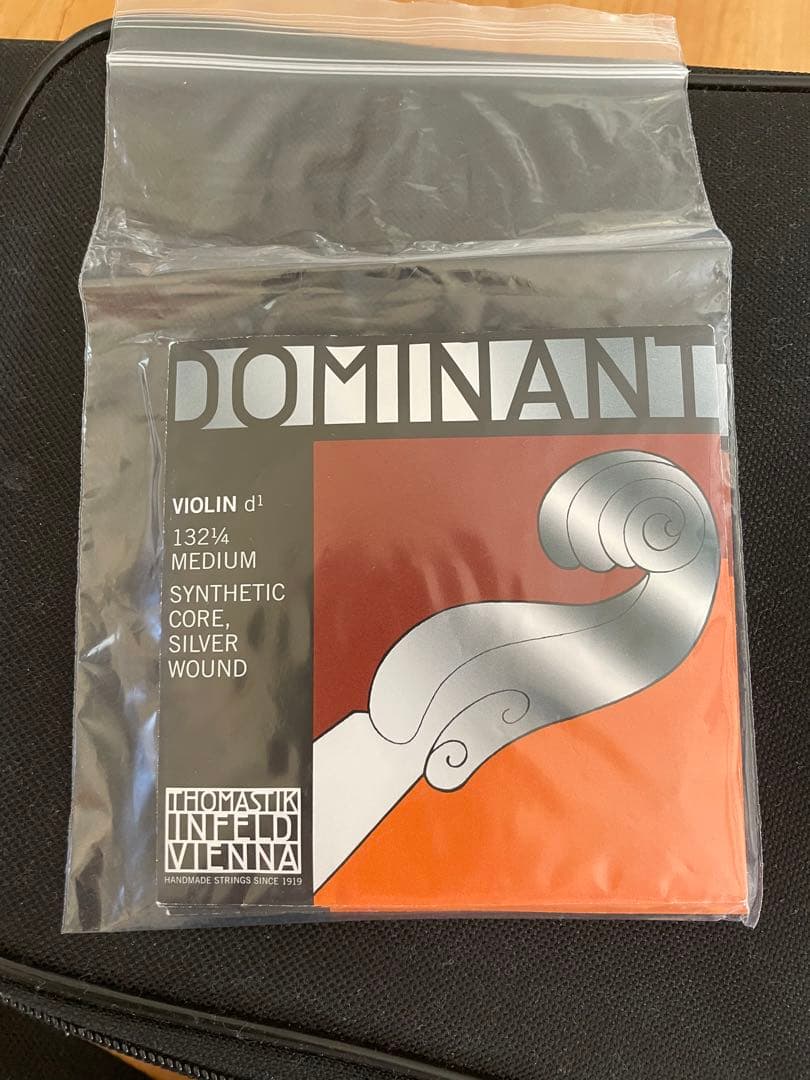 DOMINANT
VIOLIN d¹
132¼
MEDIUM
SYNTHETIC
CORE,
SILVER
WOUND
THOMASTIK
INFELD
VIENNA
HANDMADE STRINGS SINCE 1919